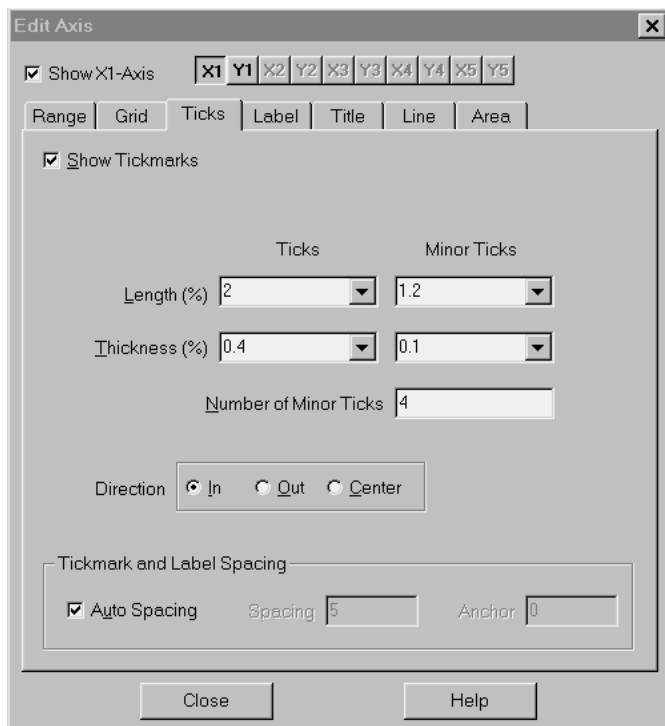 Edit Axis
Show X1-Axis X1 Y1 X2 Y2 X3 Y3 X4 Y4 X5 Y5
Range Grid Ticks Label Title Line Area
Show Tickmarks
Ticks Minor Ticks
Length (%) 2 1.2
Thickness (%) 0.4 0.1
Number of Minor Ticks 4
Direction In Out Center
Tickmark and Label Spacing
Auto Spacing Spacing 5 Anchor 0
Close Help